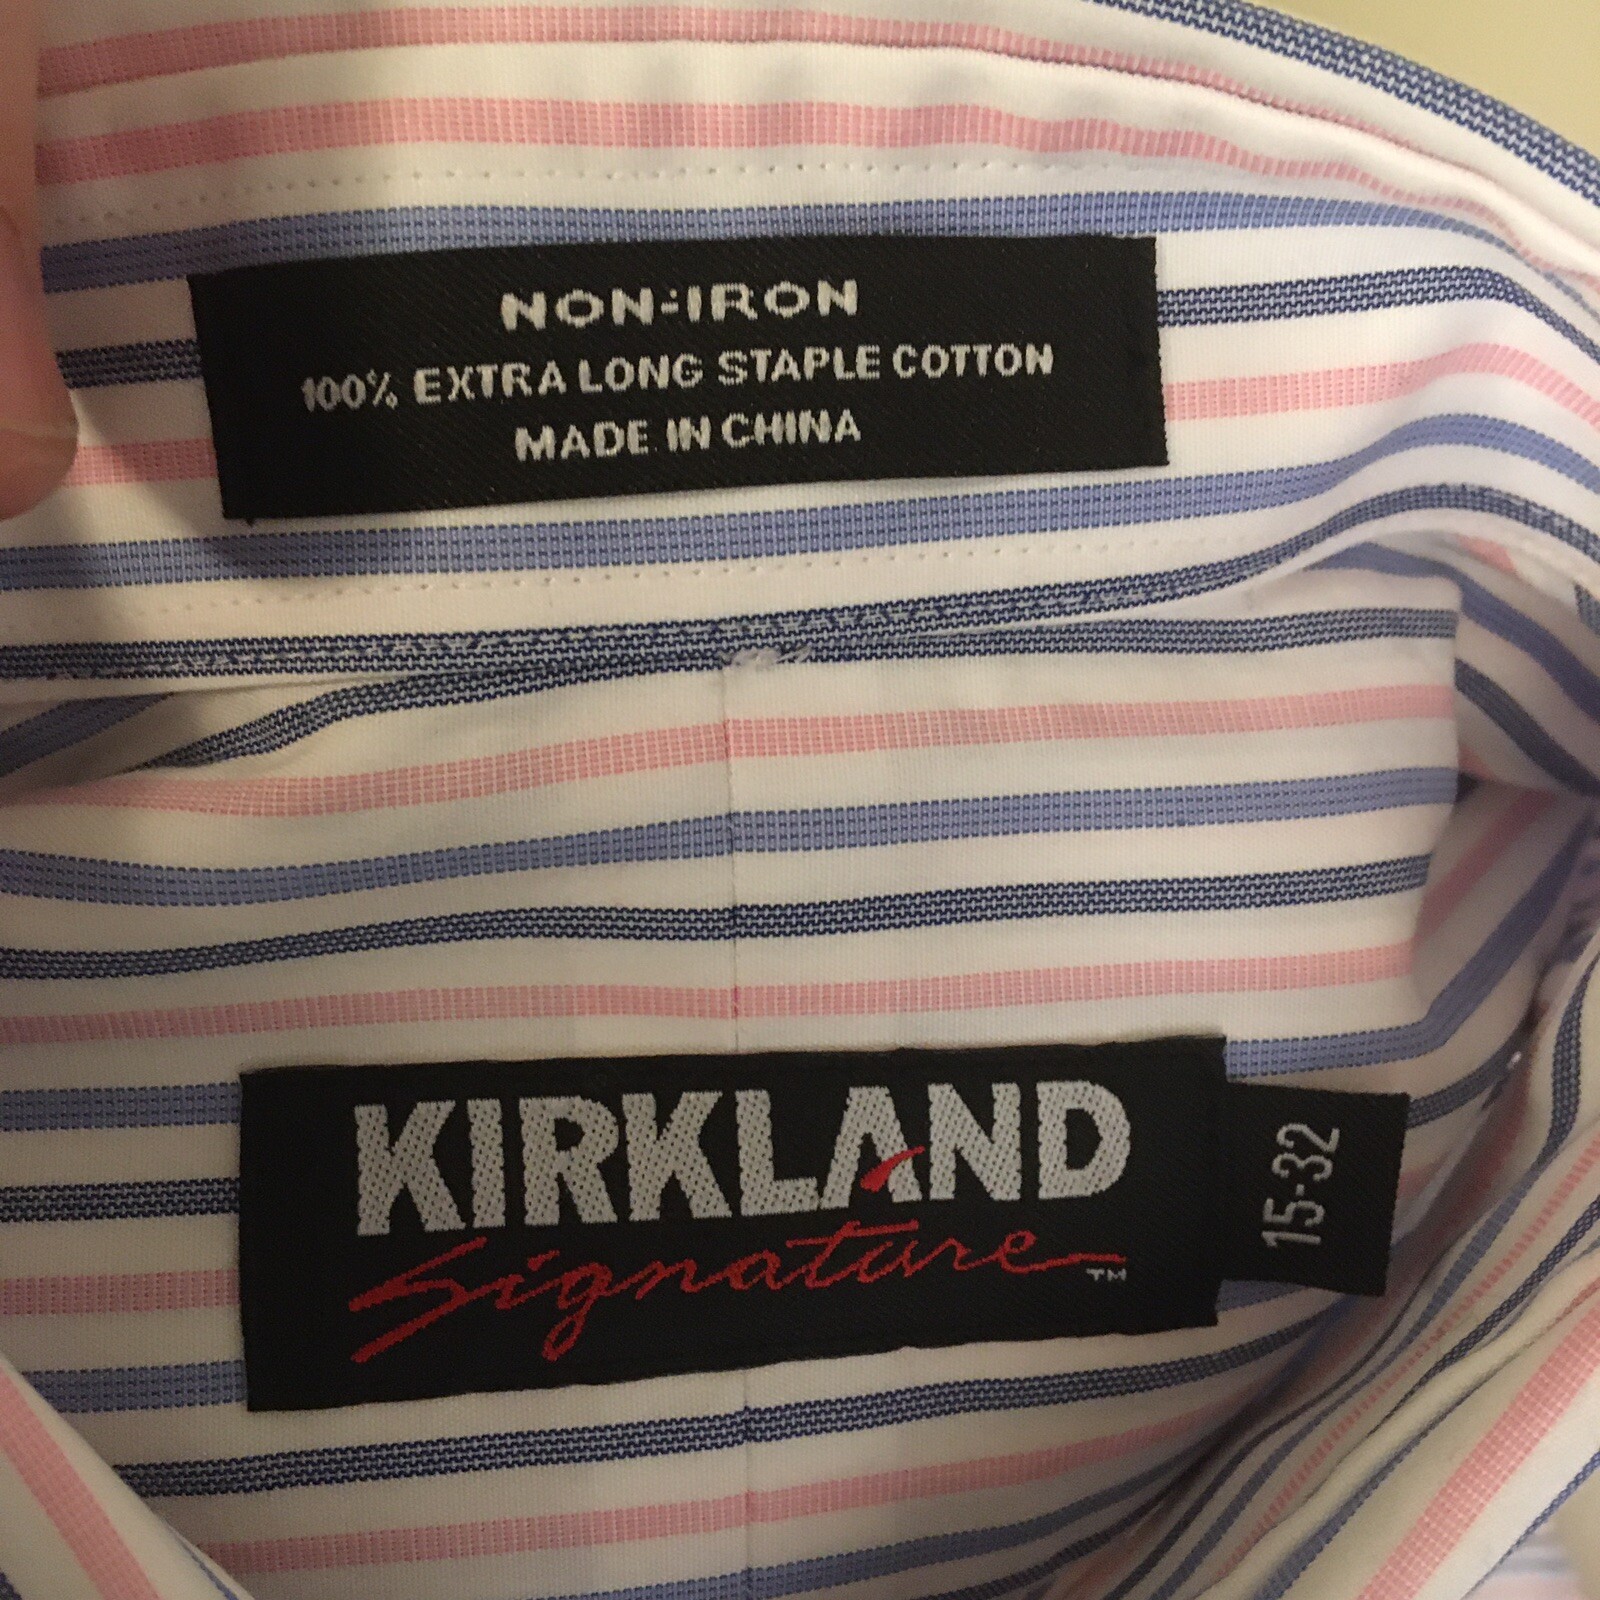 NON-IRON
100% EXTRA LONG STAPLE COTTON
MADE IN CHINA
KIRKLAND
Signature™
15-32